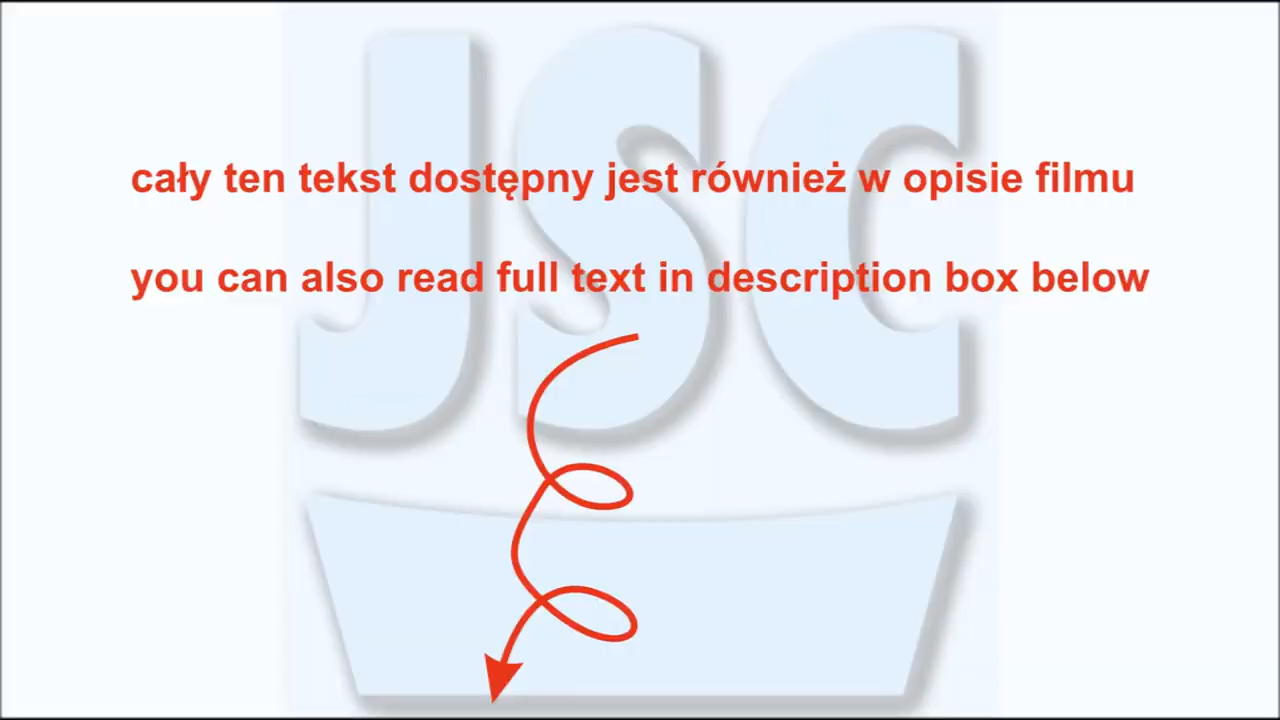 JSC
cały ten tekst dostępny jest również w opisie filmu
you can also read full text in description box below